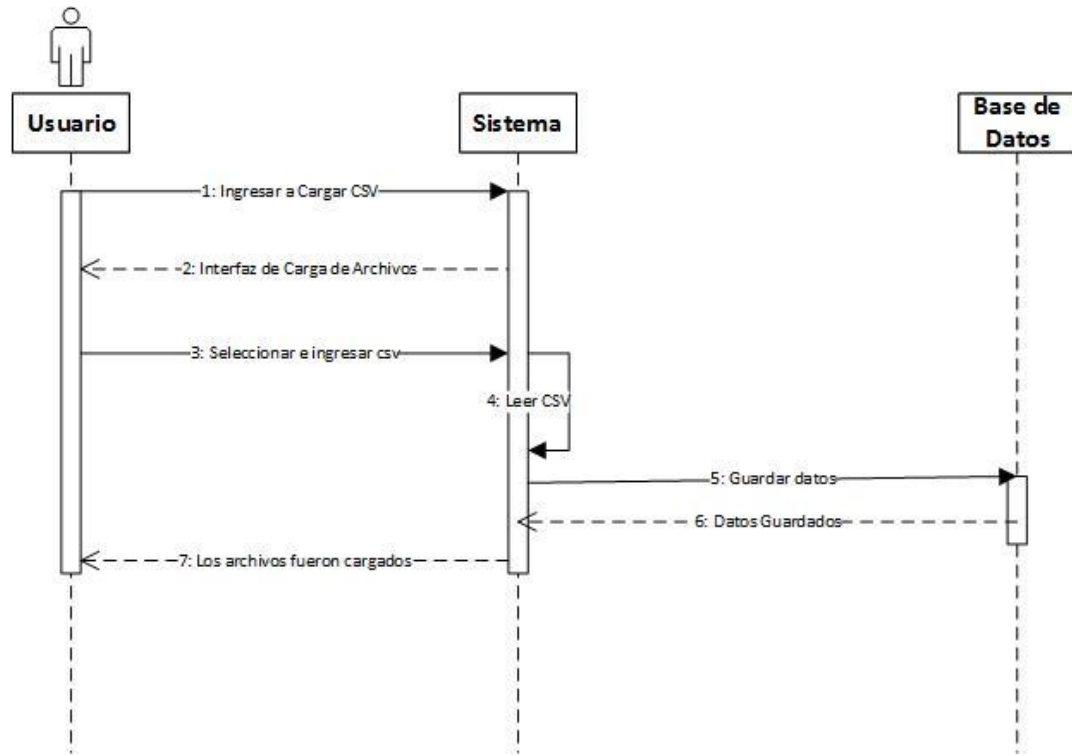 Usuario
Sistema
Base de
Datos
1: Ingresar a Cargar CSV
2: Interfaz de Carga de Archivos
3: Seleccionar e ingresar csv
4: Leer CSV
5: Guardar datos
6: Datos Guardados
7: Los archivos fueron cargados